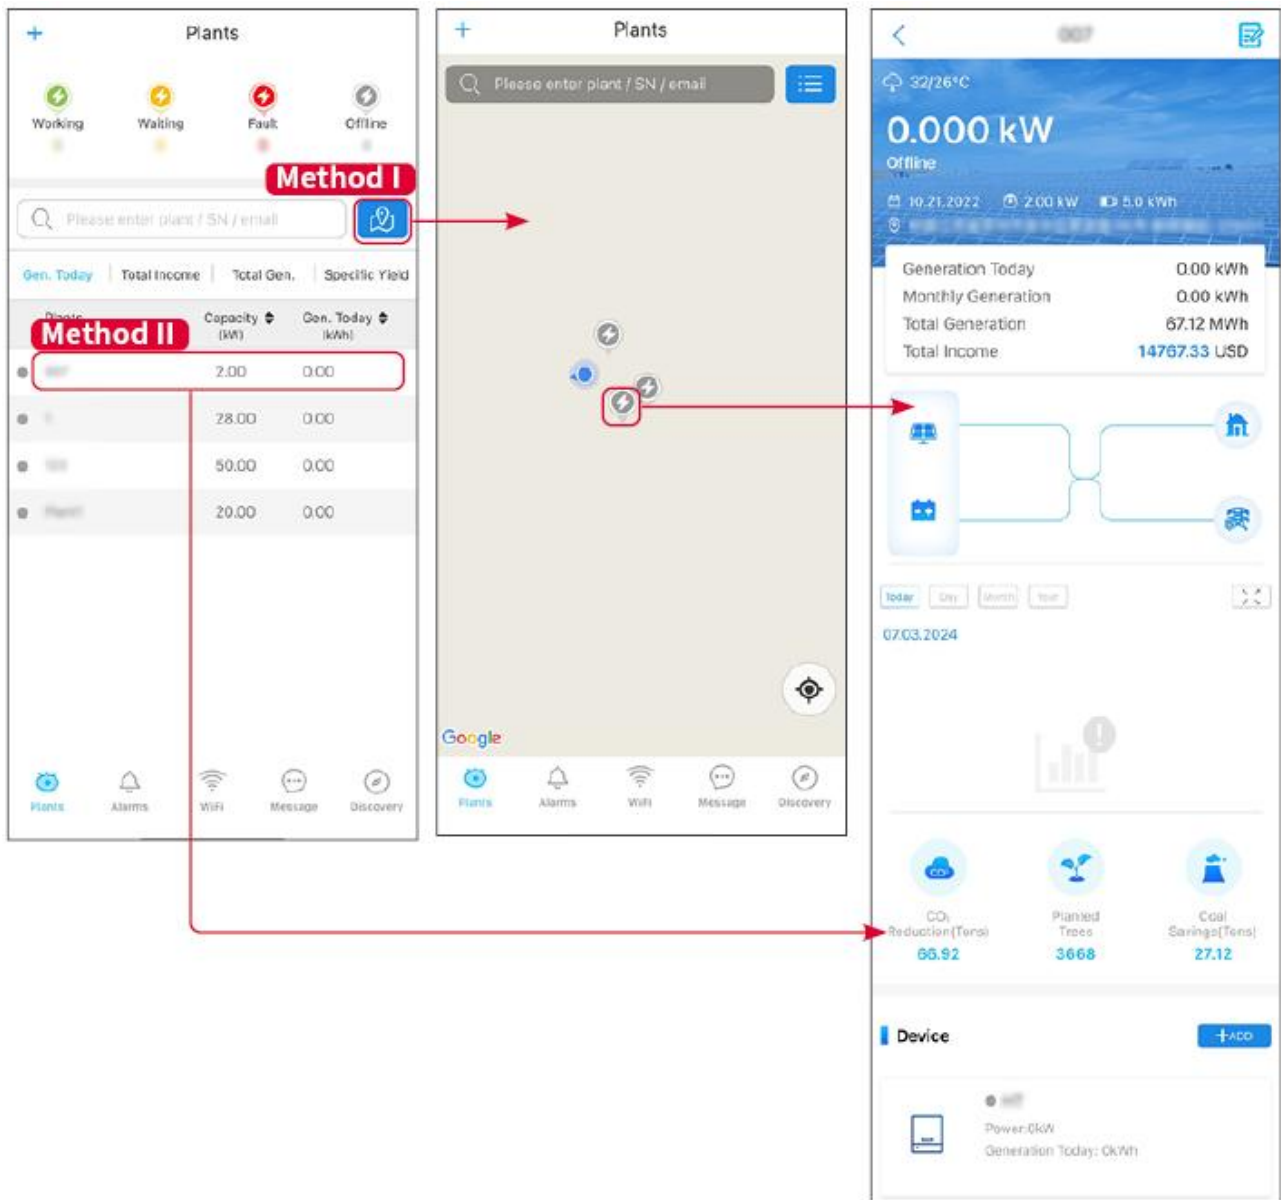 Plants
Working
Waiting
Fault
Offline
Method I
Please enter plant / SN / email
Gen. Today
Total Income
Total Gen.
Specific Yield
Plants
Capacity
(kW)
Gen. Today
(kWh)
Method II
2.00
0.00
28.00
0.00
50.00
0.00
20.00
0.00
Plants
Alarms
WiFi
Message
Discovery
Plants
Please enter plant / SN / email
Google
Plants
Alarms
WiFi
Message
Discovery
007
32/26°C
0.000 kW
Offline
10.21.2022
2.00 kW
5.0 kWh
Generation Today
0.00 kWh
Monthly Generation
0.00 kWh
Total Generation
67.12 MWh
Total Income
14767.33 USD
Today
Day
Month
Year
07.03.2024
CO₂
Reduction(Tons)
66.92
Planted
Trees
3668
Coal
Savings(Tons)
27.12
Device
+ADD
Power:0kW
Generation Today: 0kWh